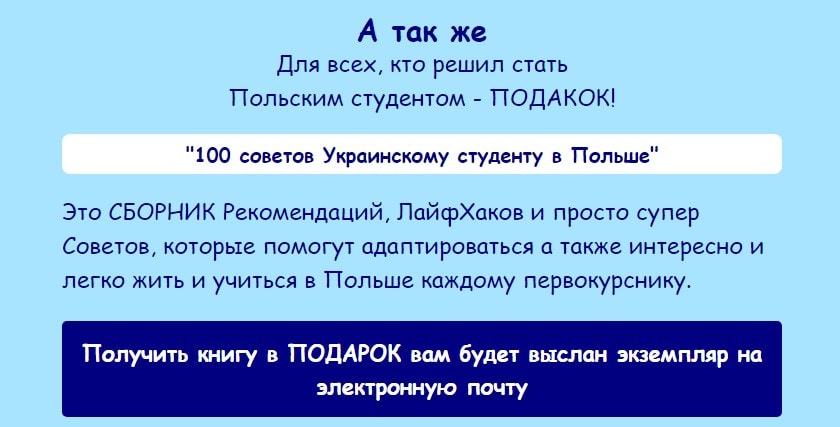 А так же
Для всех, кто решил стать
Польским студентом - ПОДАКОК!
"100 советов Украинскому студенту в Польше"
Это СБОРНИК Рекомендаций, ЛайфХаков и просто супер
Советов, которые помогут адаптироваться а также интересно и
легко жить и учиться в Польше каждому первокурснику.
Получить книгу в ПОДАРОК вам будет выслан экземпляр на
электронную почту